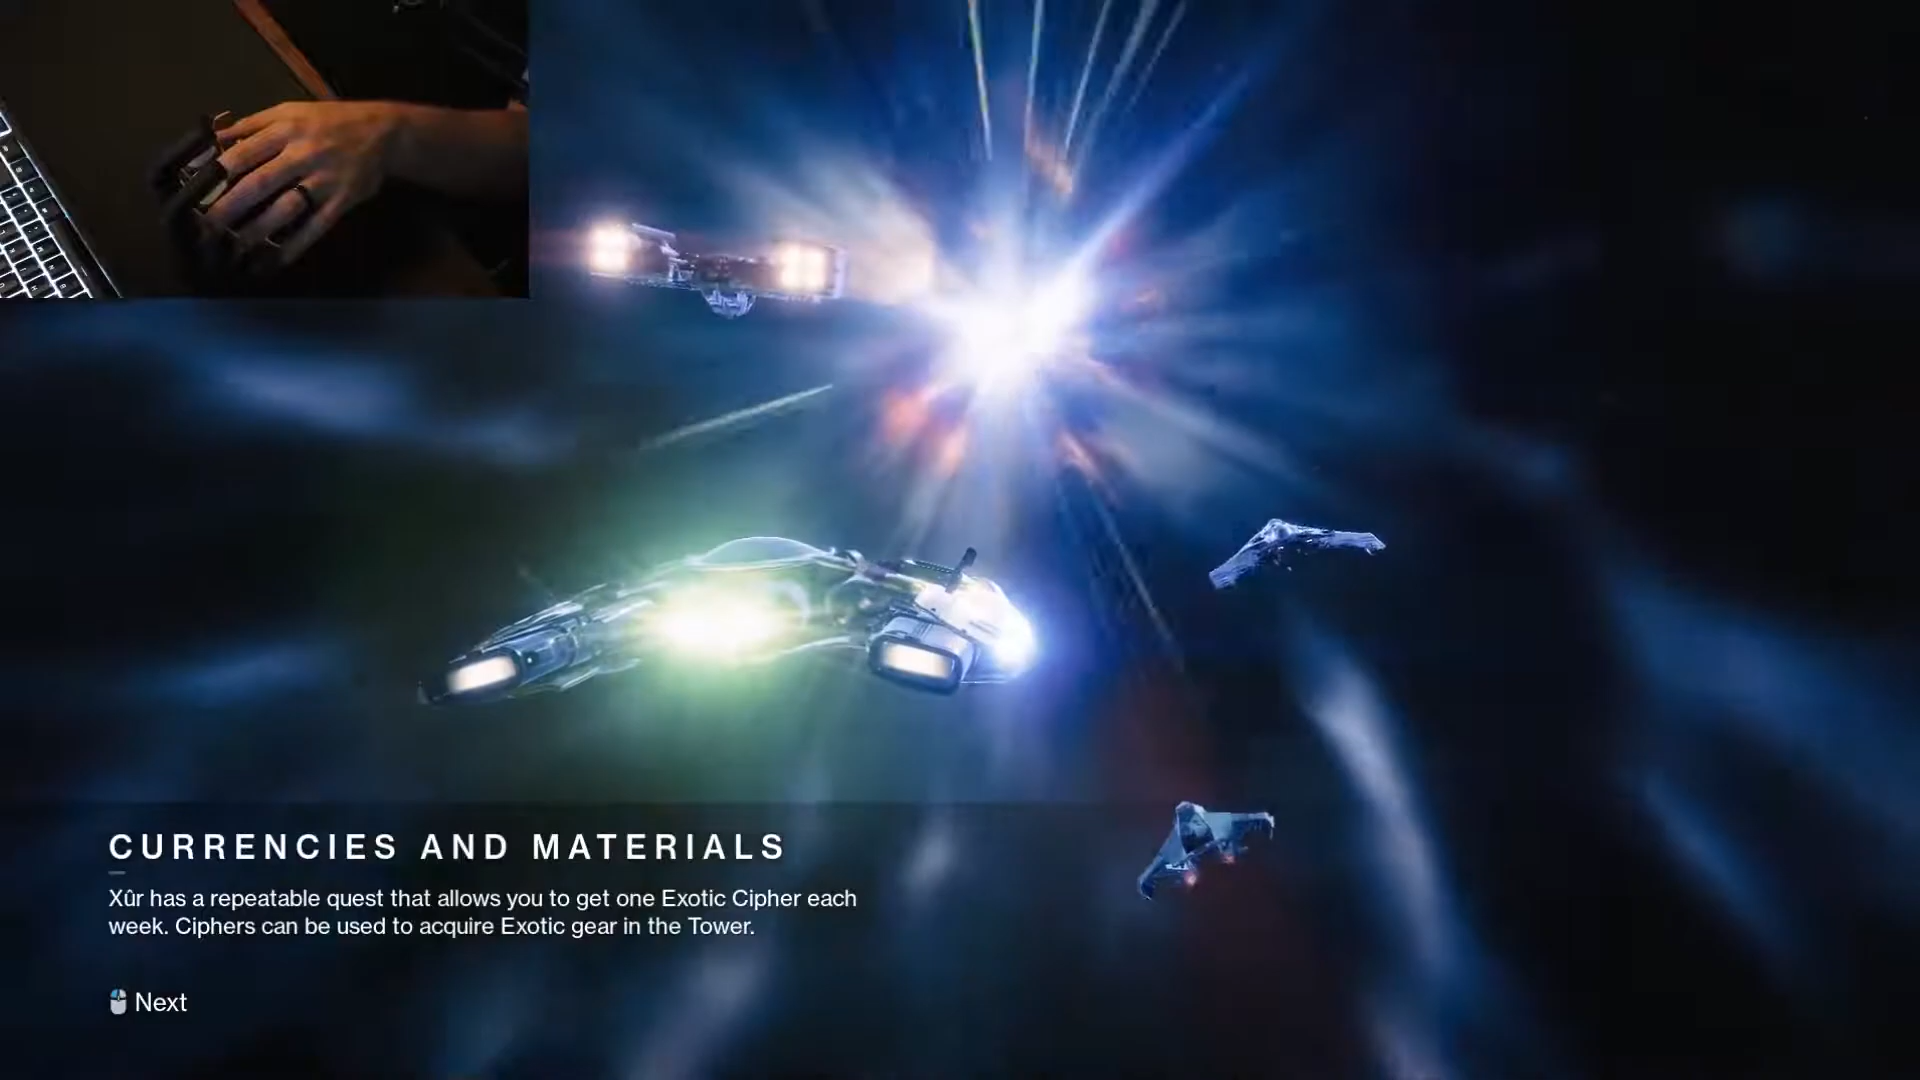 CURRENCIES AND MATERIALS
Xûr has a repeatable quest that allows you to get one Exotic Cipher each
week. Ciphers can be used to acquire Exotic gear in the Tower.
Next